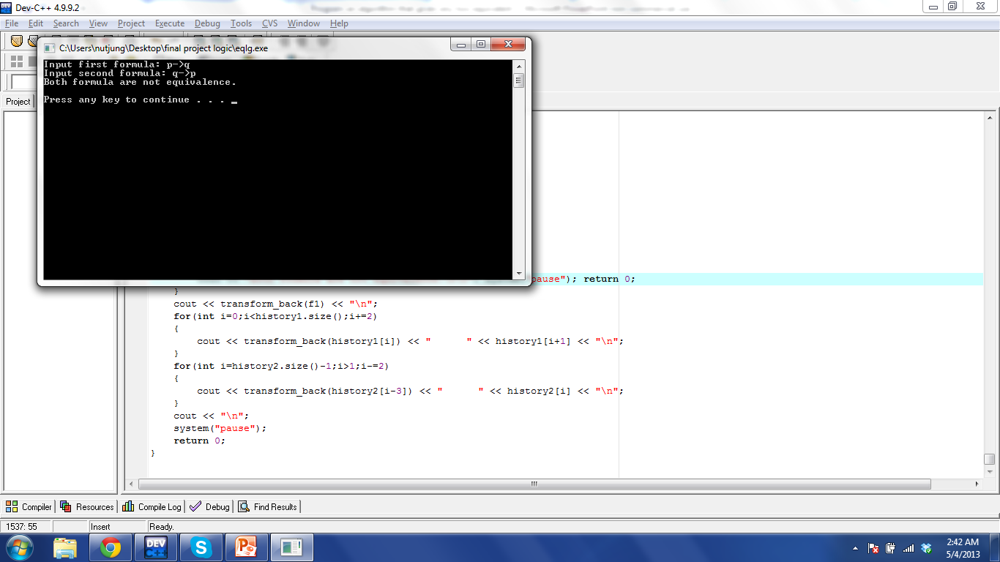 Dev-C++ 4.9.9.2
File Edit Search View Project Execute Debug Tools CVS Window Help
C:\Users\nutjung\Desktop\final project logic\eqlg.exe
Input first formula: p->q
Input second formula: q->p
Both formula are not equivalence.
Press any key to continue . . . _
Project
pause"); return 0;
}
cout << transform_back(f1) << "\n";
for(int i=0;i<history1.size();i+=2)
{
cout << transform_back(history1[i]) << "      " << history1[i+1] << "\n";
}
for(int i=history2.size()-1;i>1;i-=2)
{
cout << transform_back(history2[i-3]) << "      " << history2[i] << "\n";
}
cout << "\n";
system("pause");
return 0;
}
Compiler Resources Compile Log Debug Find Results
1537: 55 Insert Ready.
DEV C++ S P
2:42 AM
5/4/2013